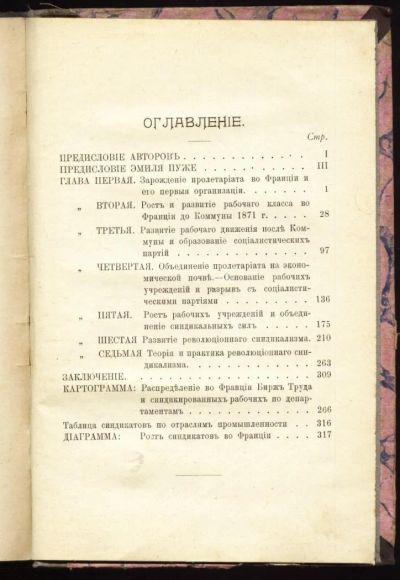 ОГЛАВЛЕНІЕ.
Стр.
ПРЕДИСЛОВІЕ АВТОРОВЪ . . . . . . . . . . I
ПРЕДИСЛОВІЕ ЭМИЛЯ ПУЖЕ . . . . . . . . . III
ГЛАВА ПЕРВАЯ. Зарожденіе пролетаріата во Франціи и
его первыя организаціи. . . . . . . 1
„ ВТОРАЯ. Ростъ и развитіе рабочаго класса во
Франціи до Коммуны 1871 г. . . . . 28
„ ТРЕТЬЯ. Развитіе рабочаго движенія послѣ Ком-
муны и образованіе соціалистическихъ
партій . . . . . . . . . . . . 97
„ ЧЕТВЕРТАЯ. Объединеніе пролетаріата на эконо-
мической почвѣ.—Основаніе рабочихъ
учрежденій и разрывъ съ соціалисти-
ческими партіями . . . . . . . . 136
„ ПЯТАЯ. Ростъ рабочихъ учрежденій и объеди-
неніе синдикальныхъ силъ . . . . . 175
„ ШЕСТАЯ Развитіе революціоннаго синдикализма. 210
„ СЕДЬМАЯ Теорія и практика революціоннаго син-
дикализма. . . . . . . . . . . 263
ЗАКЛЮЧЕНІЕ. . . . . . . . . . . . . . 309
КАРТОГРАММА: Распредѣленіе во Франціи Биржъ Труда
и синдикированныхъ рабочихъ по депар-
таментамъ . . . . . . . . . . . 266
Таблица синдикатовъ по отраслямъ промышленности . . 316
ДІАГРАММА: Ростъ синдикатовъ во Франціи . . . . 317